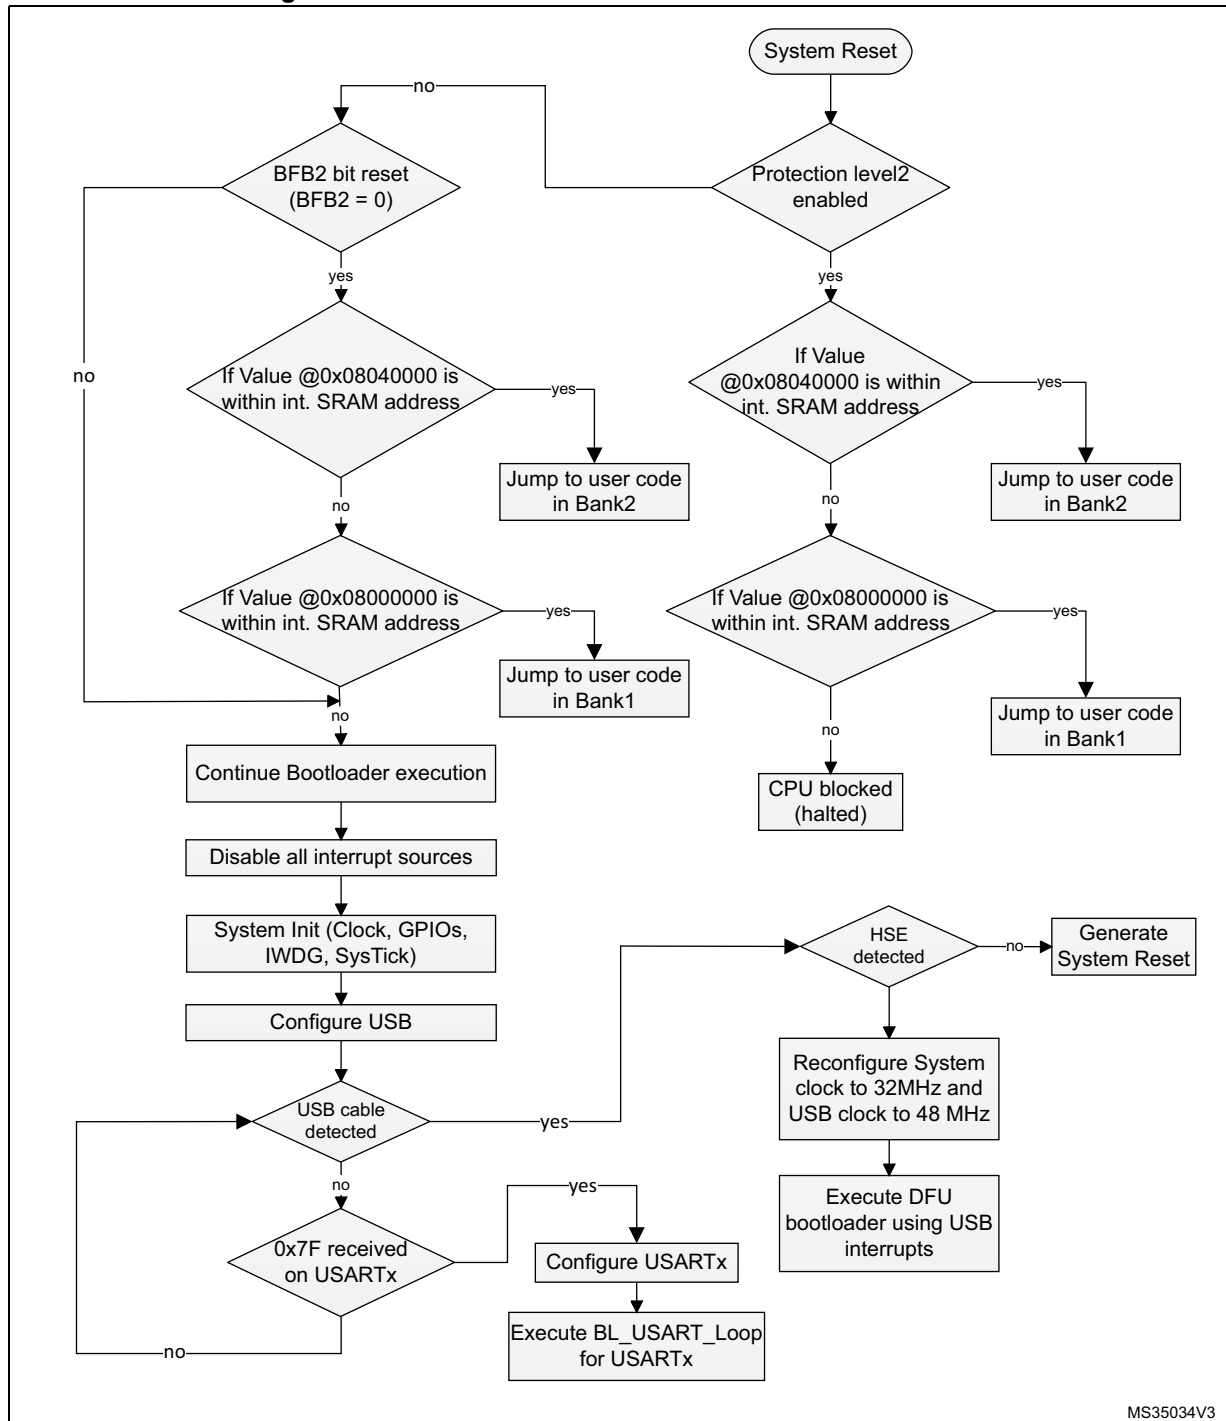 System Reset
no
BFB2 bit reset
(BFB2 = 0)
Protection level2
enabled
yes
yes
no
If Value @0x08040000 is
within int. SRAM address
yes
If Value
@0x08040000 is within
int. SRAM address
yes
Jump to user code
in Bank2
Jump to user code
in Bank2
no
no
If Value @0x08000000 is
within int. SRAM address
yes
If Value @0x08000000 is
within int. SRAM address
yes
Jump to user code
in Bank1
Jump to user code
in Bank1
no
no
Continue Bootloader execution
CPU blocked
(halted)
Disable all interrupt sources
System Init (Clock, GPIOs,
IWDG, SysTick)
HSE
detected
no
Generate
System Reset
Configure USB
Reconfigure System
clock to 32MHz and
USB clock to 48 MHz
USB cable
detected
yes
no
yes
Execute DFU
bootloader using USB
interrupts
0x7F received
on USARTx
Configure USARTx
no
Execute BL_USART_Loop
for USARTx
MS35034V3